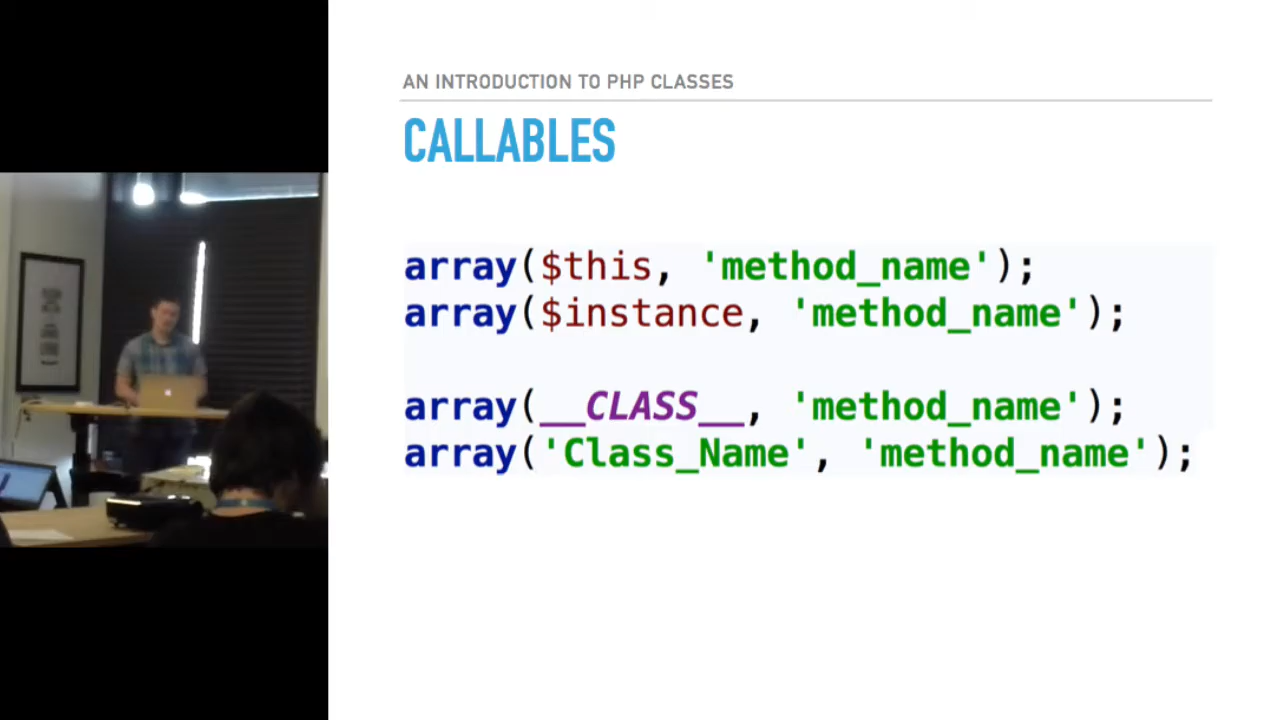 AN INTRODUCTION TO PHP CLASSES
CALLABLES
array($this, 'method_name');
array($instance, 'method_name');
array(__CLASS__, 'method_name');
array('Class_Name', 'method_name');